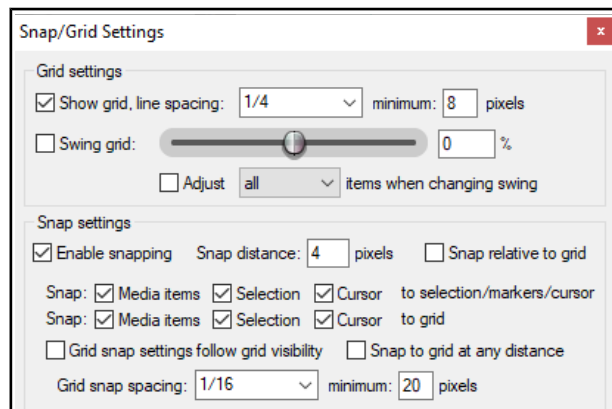 Snap/Grid Settings
x
Grid settings
Show grid, line spacing: 1/4 minimum: 8 pixels
Swing grid: 0 %
Adjust all items when changing swing
Snap settings
Enable snapping Snap distance: 4 pixels Snap relative to grid
Snap: Media items Selection Cursor to selection/markers/cursor
Snap: Media items Selection Cursor to grid
Grid snap settings follow grid visibility Snap to grid at any distance
Grid snap spacing: 1/16 minimum: 20 pixels